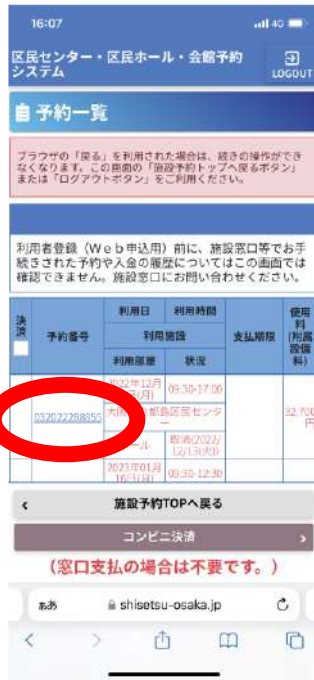 16:07
4G
区民センター・区民ホール・会館予約
システム
LOGOUT
予約一覧
ブラウザの「戻る」を利用された場合は、続きの操作ができ
なくなります。この画面の「施設予約トップへ戻るボタン」
または「ログアウトボタン」をご利用ください。
利用者登録（Ｗｅｂ申込用）前に、施設窓口等でお手
続きされた予約や入金の履歴についてはこの画面では
確認できません。施設窓口にお問い合わせください。
決済
予約番号
利用日
利用時間
利用施設
利用部屋
状況
支払期限
使用料(附属設備料)
2022年12月
(月)
09:30-17:00
032022288855
都島区民センター
ール
取消(2022/12/13(火))
32,700円
2023年01月16日(月)
09:30-12:30
施設予約TOPへ戻る
コンビニ決済
(窓口支払の場合は不要です。)
ああ
shisetsu-osaka.jp